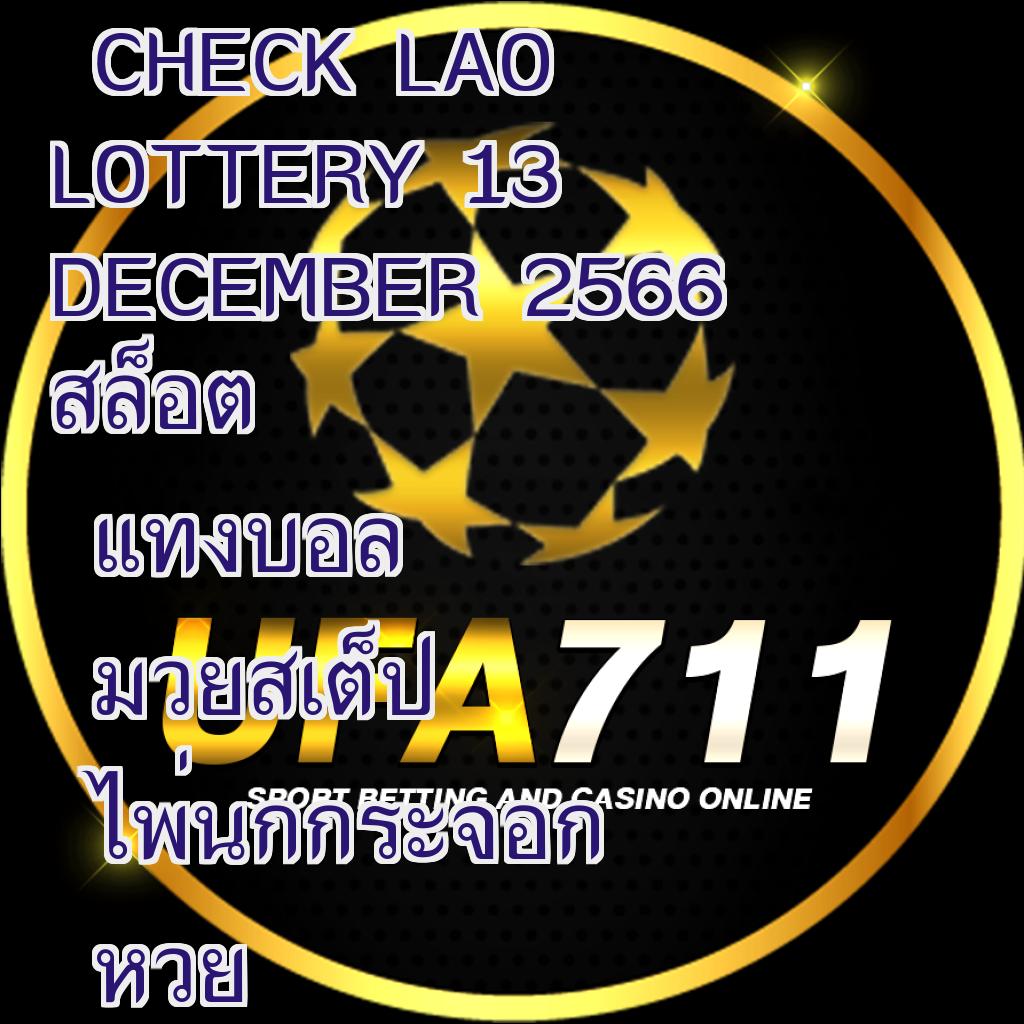 CHECK LAO
LOTTERY 13
DECEMBER 2566
สล็อต
แทงบอล
UFA711
มวยสเต็ป
SPORT BETTING AND CASINO ONLINE
ไพ่นกกระจอก
หวย